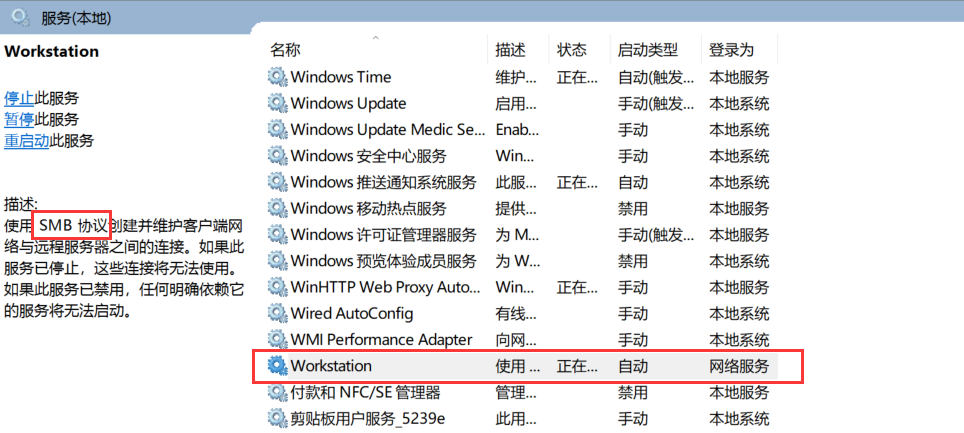 服务(本地)
Workstation
停止此服务
暂停此服务
重启动此服务
描述:
使用 SMB 协议创建并维护客户端网
络与远程服务器之间的连接。如果此
服务已停止，这些连接将无法使用。
如果此服务已禁用，任何明确依赖它
的服务将无法启动。
名称 描述 状态 启动类型 登录为
Windows Time 维护... 正在... 自动(触发... 本地服务
Windows Update 启用... 手动(触发... 本地系统
Windows Update Medic Se... Enab... 手动 本地系统
Windows 安全中心服务 Win... 手动 本地系统
Windows 推送通知系统服务 此服... 正在... 自动 本地系统
Windows 移动热点服务 提供... 禁用 本地服务
Windows 许可证管理器服务 为 M... 手动(触发... 本地服务
Windows 预览体验成员服务 为 W... 禁用 本地系统
WinHTTP Web Proxy Auto... Win... 正在... 手动 本地服务
Wired AutoConfig 有线... 手动 本地系统
WMI Performance Adapter 向网... 手动 本地系统
Workstation 使用 ... 正在... 自动 网络服务
付款和 NFC/SE 管理器 管理... 禁用 本地服务
剪贴板用户服务_5239e 此用... 手动 本地系统